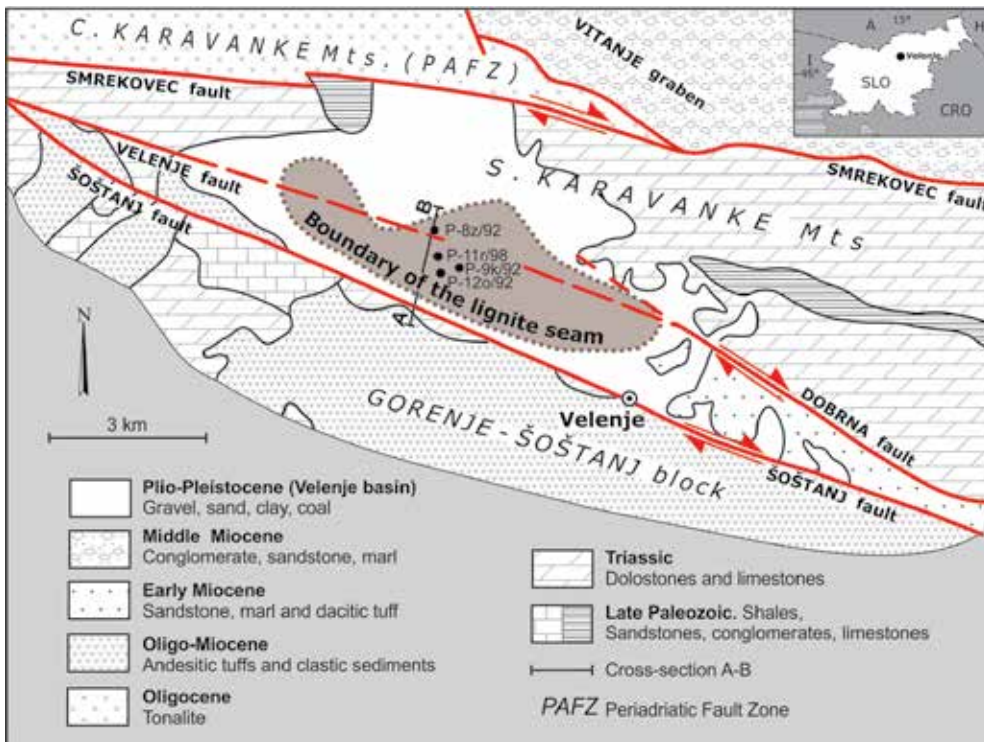 C. KARAVANKE Mts. (PAFZ)
VITANJE graben
A 15° H
I
45°
Velenje
SLO
CRO
SMREKOVEC fault
VELENJE fault
ŠOŠTANJ fault
S. KARAVANKE Mts
SMREKOVEC fault
B
P-8z/92
P-11r/98
P-9k/92
P-12o/92
A
Boundary of the lignite seam
N
3 km
Velenje
GORENJE-ŠOŠTANJ block
DOBRNA fault
ŠOŠTANJ fault
Plio-Pleistocene (Velenje basin)
Gravel, sand, clay, coal
Middle Miocene
Conglomerate, sandstone, marl
Early Miocene
Sandstone, marl and dacitic tuff
Oligo-Miocene
Andesitic tuffs and clastic sediments
Oligocene
Tonalite
Triassic
Dolostones and limestones
Late Paleozoic. Shales,
Sandstones, conglomerates, limestones
Cross-section A-B
PAFZ Periadriatic Fault Zone